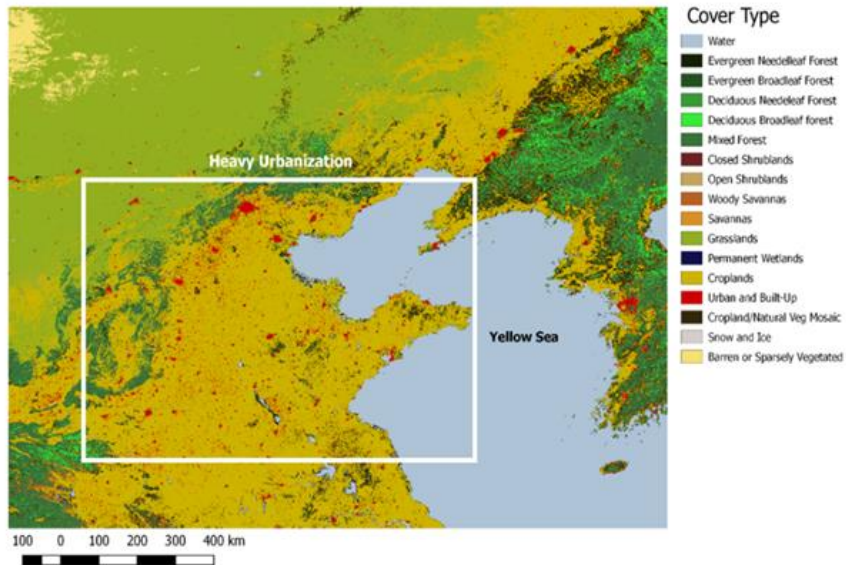 Cover Type
Water
Evergreen Needelleaf Forest
Evergreen Broadleaf Forest
Deciduous Needeleaf Forest
Deciduous Broadleaf forest
Mixed Forest
Closed Shrublands
Open Shrublands
Woody Savannas
Savannas
Grasslands
Permanent Wetlands
Croplands
Urban and Built-Up
Cropland/Natural Veg Mosaic
Snow and Ice
Barren or Sparsely Vegetated
Heavy Urbanization
Yellow Sea
100 0 100 200 300 400 km